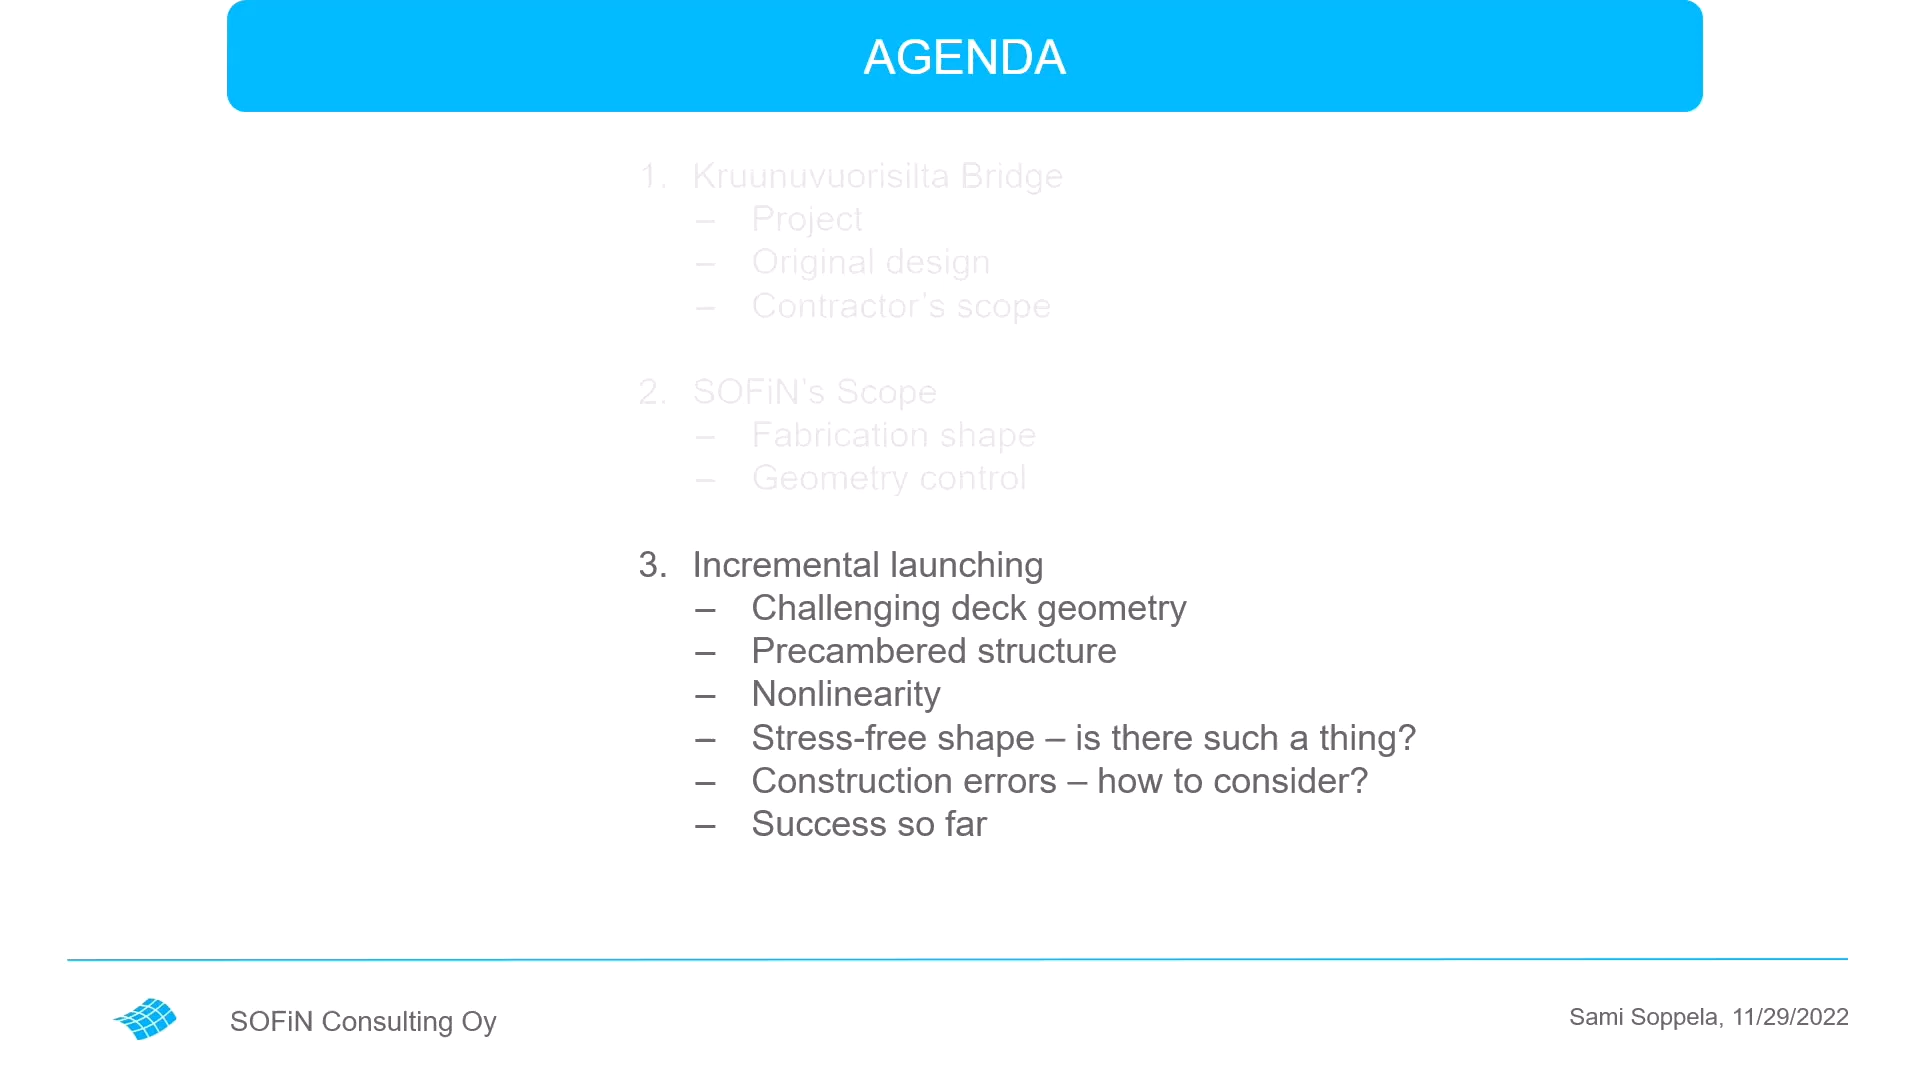 AGENDA
1. Kruunuvuorisilta Bridge
– Project
– Original design
– Contractor’s scope
2. SOFiN’s Scope
– Fabrication shape
– Geometry control
3. Incremental launching
– Challenging deck geometry
– Precambered structure
– Nonlinearity
– Stress-free shape – is there such a thing?
– Construction errors – how to consider?
– Success so far
SOFiN Consulting Oy
Sami Soppela, 11/29/2022